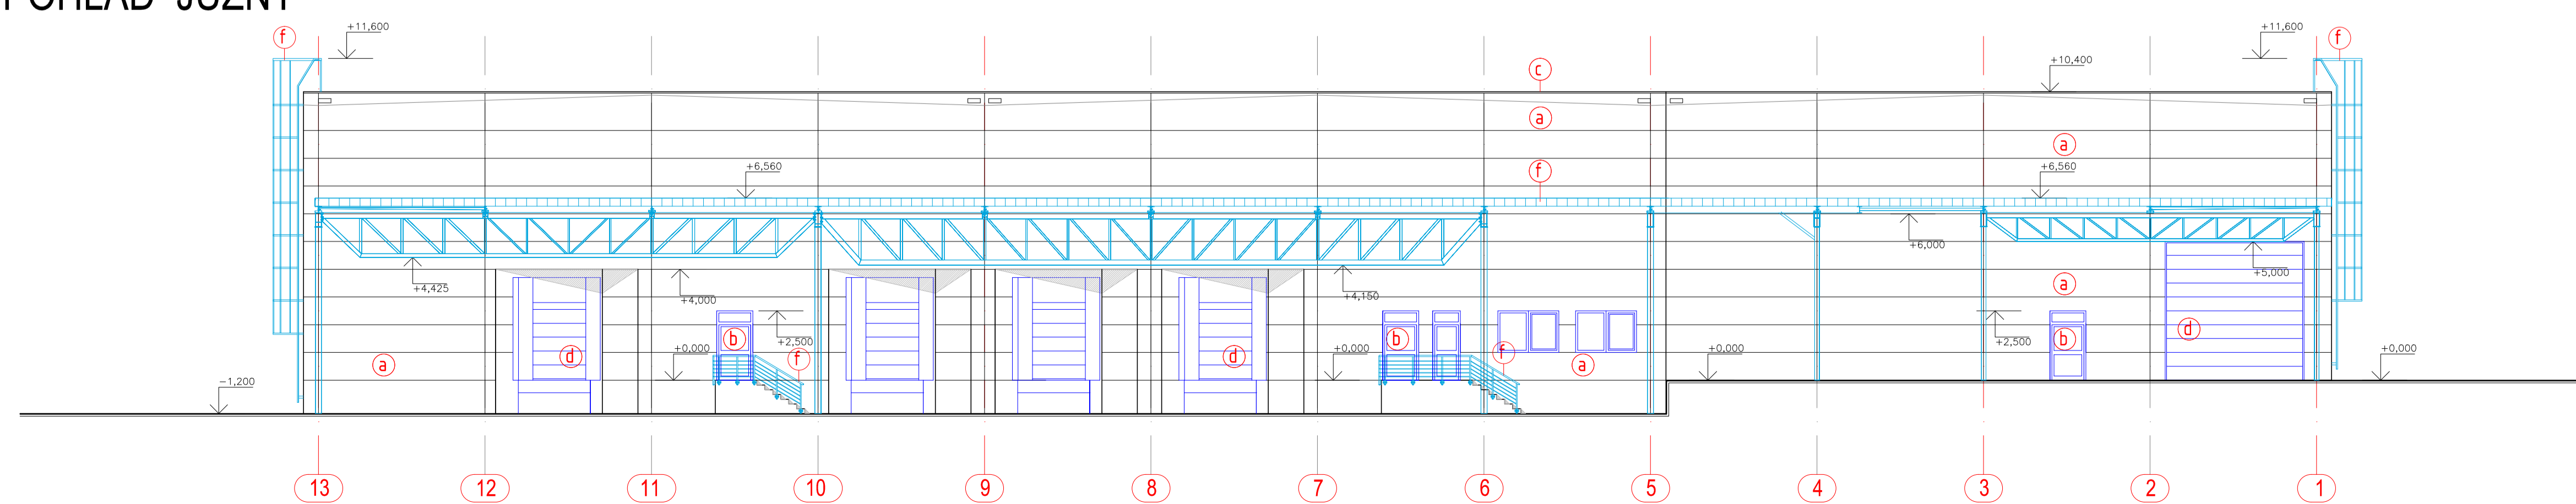 POHĽAD JUŽNÝ
f +11,600 +11,600 f
c +10,400
a
a
+6,560 f +6,560
+6,000
+4,425 +4,000 +4,150 a +5,000
b +2,500 b +2,500 b d
+0,000 +0,000 +0,000 +0,000
a d f d f a
-1,200
13 12 11 10 9 8 7 6 5 4 3 2 1